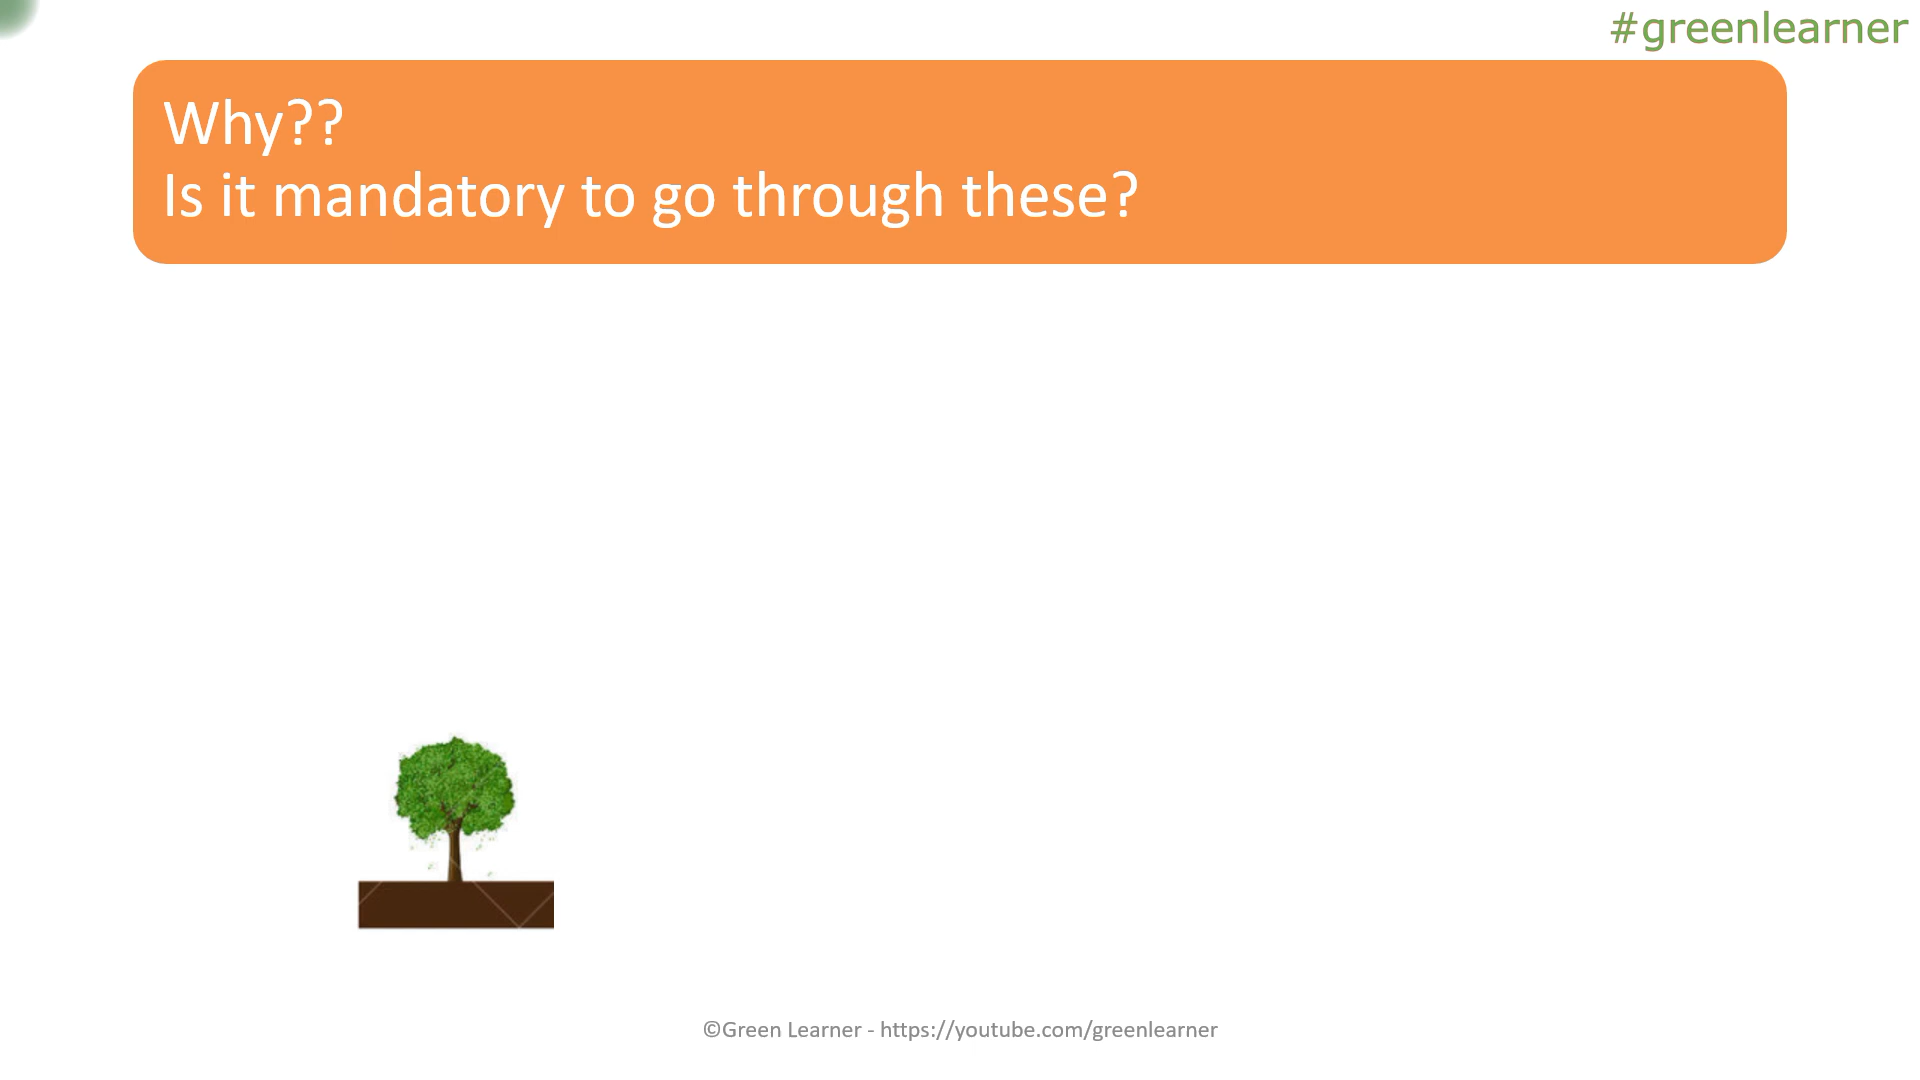 #greenlearner
Why??
Is it mandatory to go through these?
©Green Learner - https://youtube.com/greenlearner